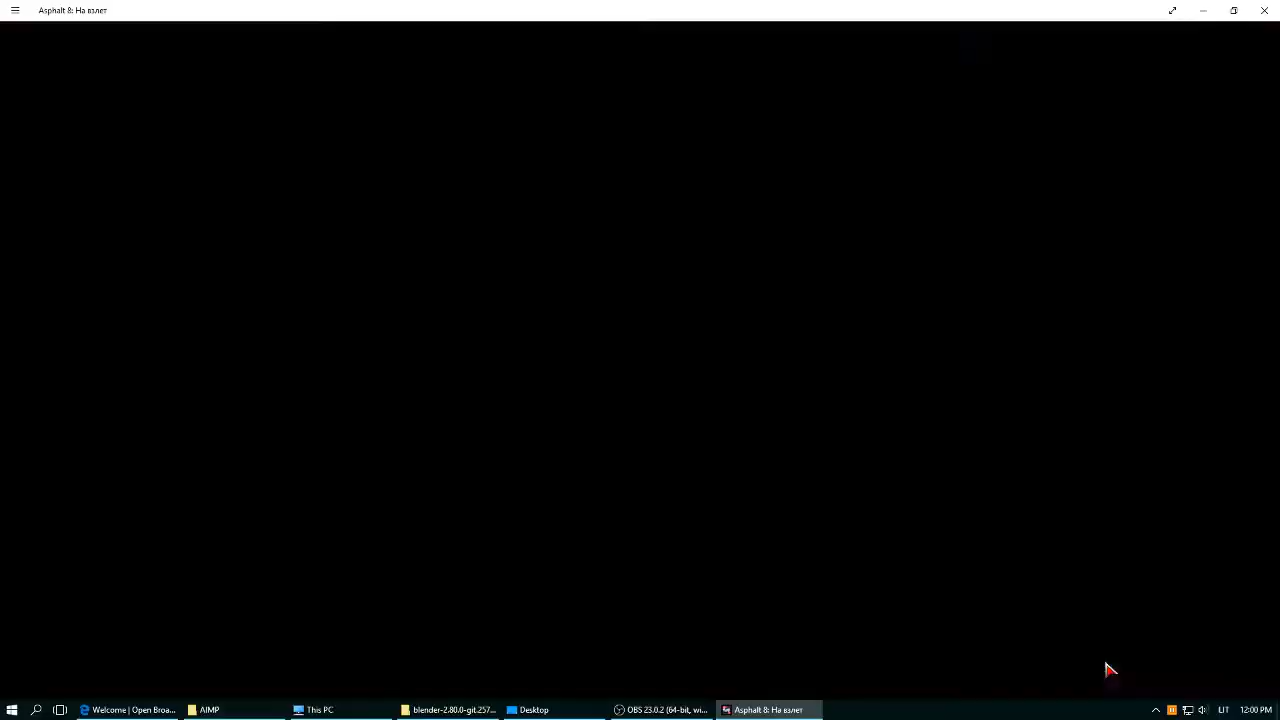 Asphalt 8: На взлет
Welcome | Open Broa...
AIMP
This PC
blender-2.80.0-git.257...
Desktop
OBS 23.0.2 (64-bit, wi...
Asphalt 8: На взлет
LIT
12:00 PM